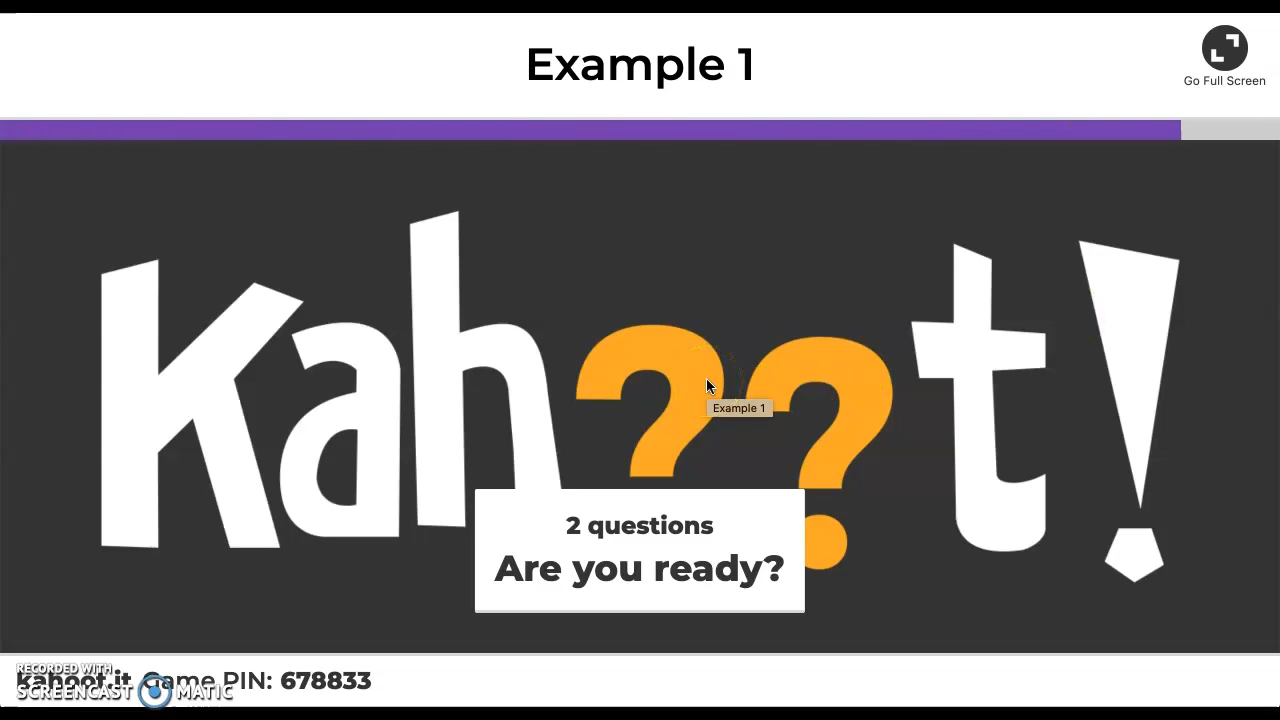 Example 1
Go Full Screen
Kah??t!
Example 1
2 questions
Are you ready?
RECORDED WITH
kahoot.it Game PIN: 678833
SCREENCAST MATIC